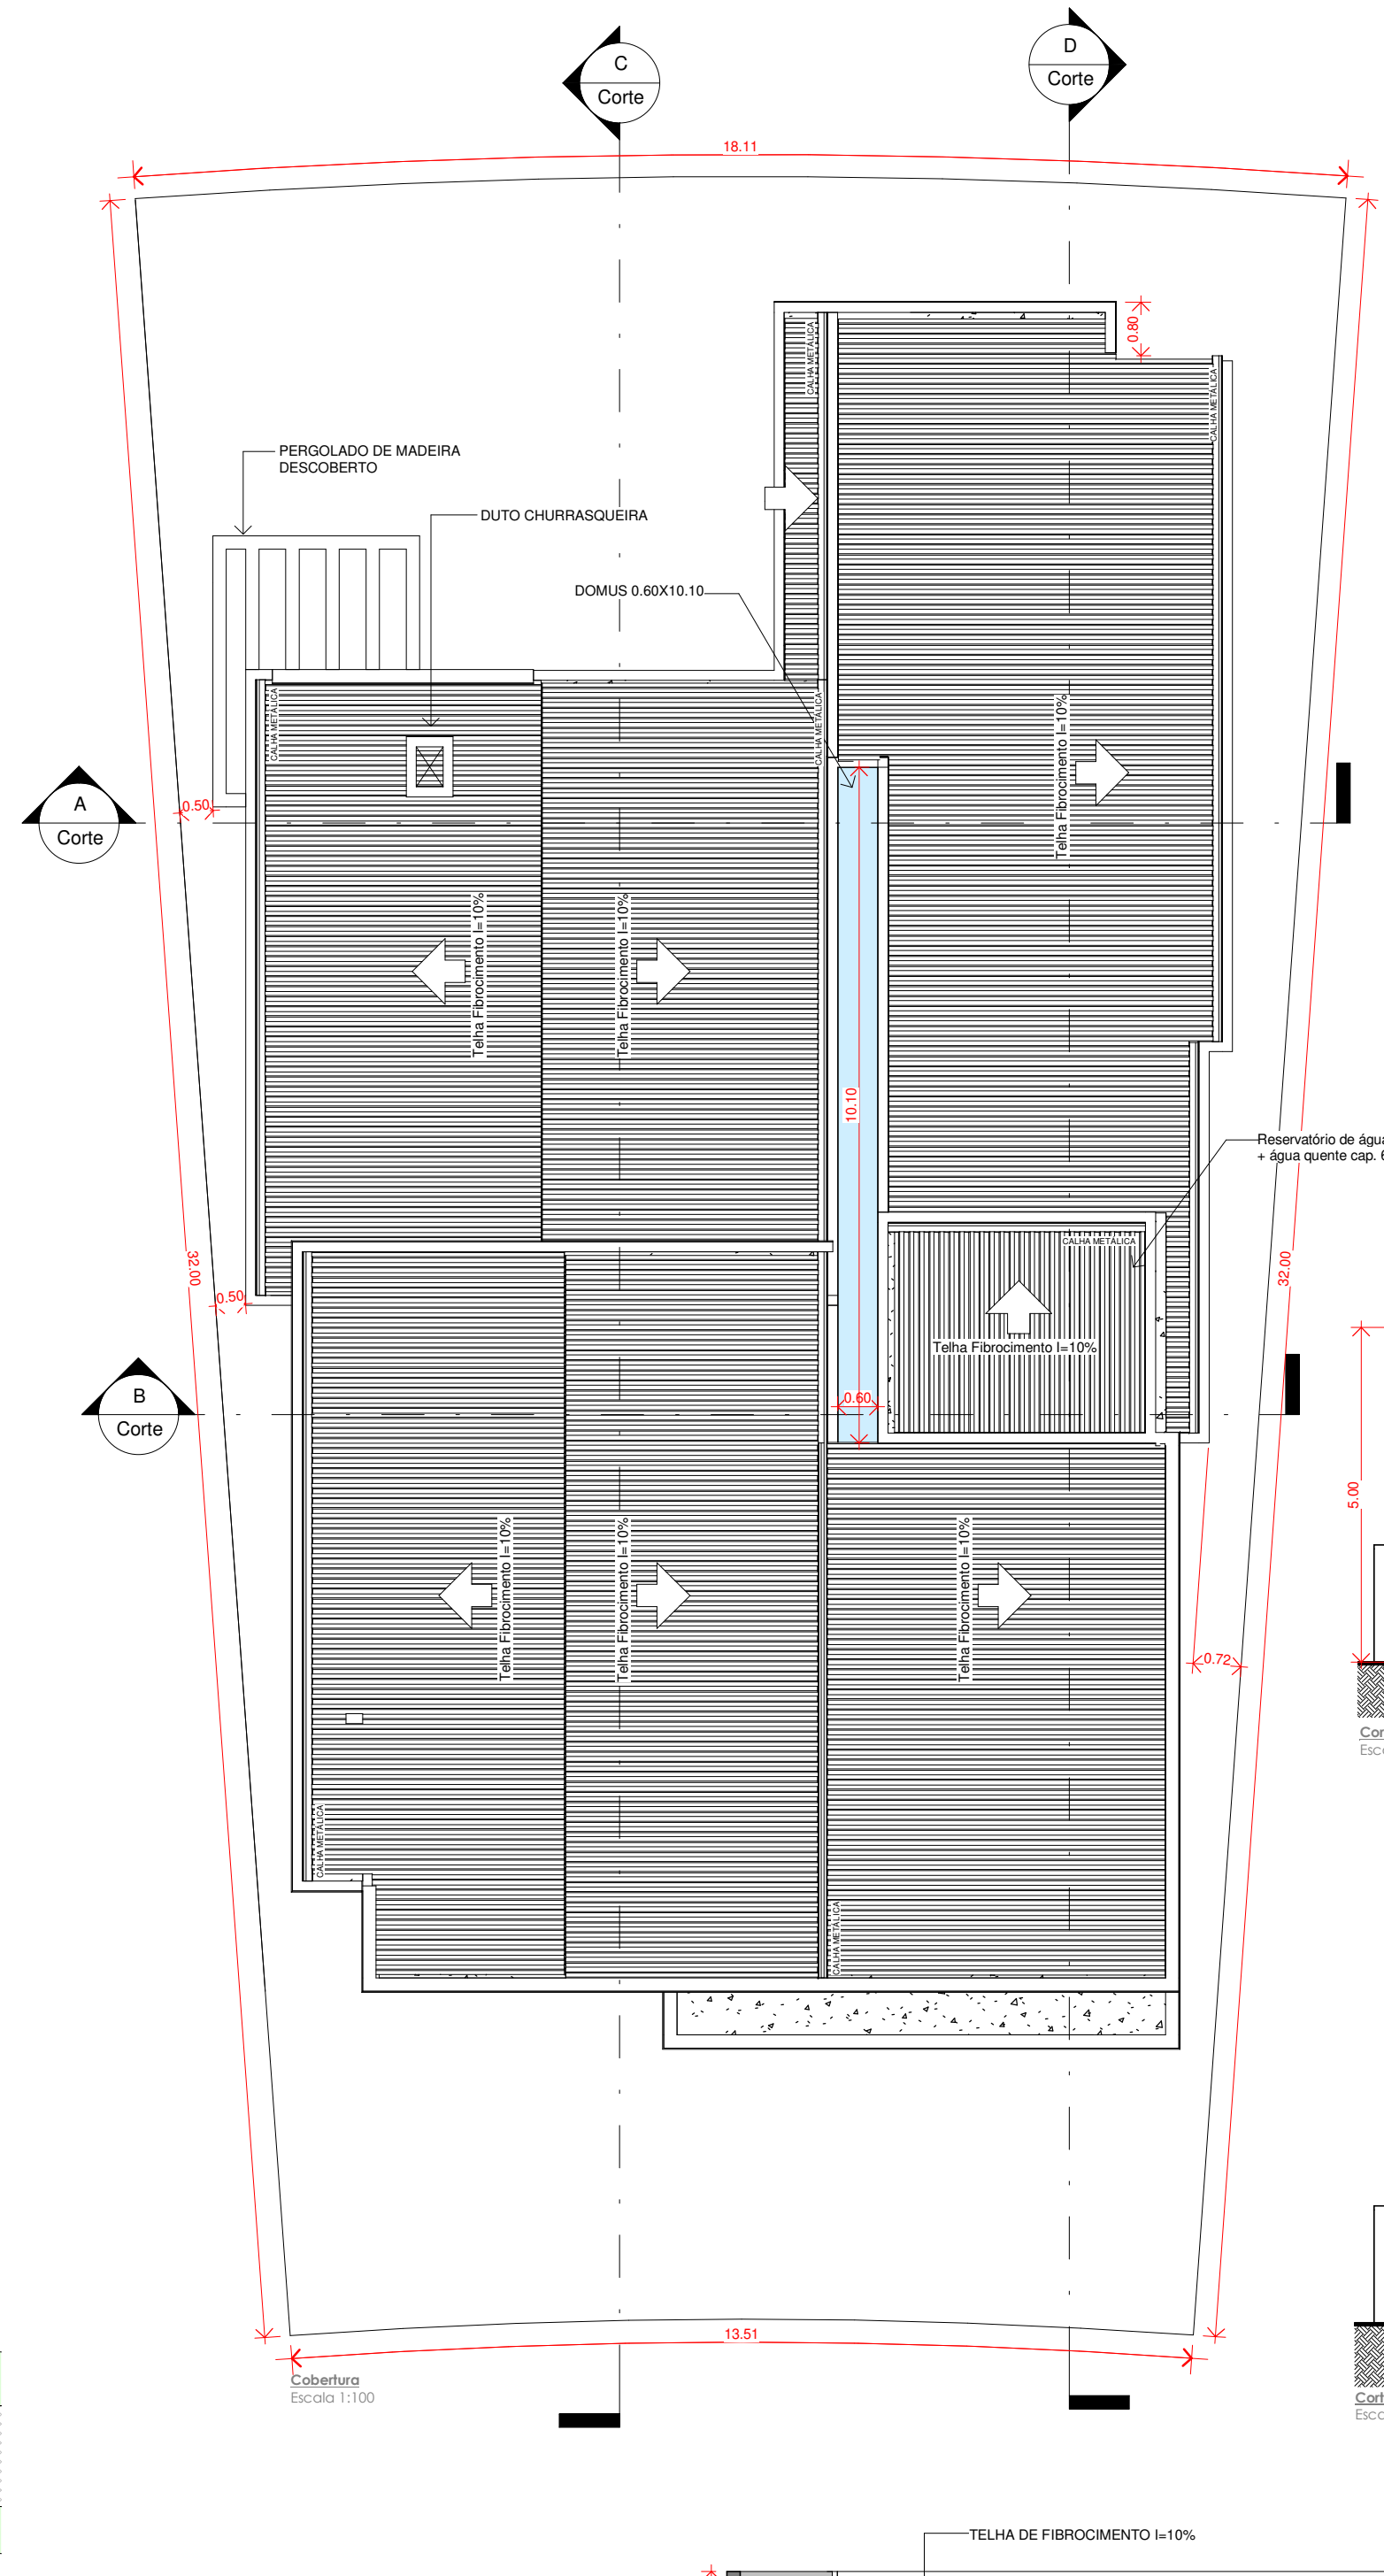 C
Corte
D
Corte
18.11
0.80
CALHA METÁLICA
CALHA METÁLICA
PERGOLADO DE MADEIRA
DESCOBERTO
DUTO CHURRASQUEIRA
DOMUS 0.60X10.10
CALHA METÁLICA
CALHA METÁLICA
Telha Fibrocimento I=10%
A
Corte
0.50
Telha Fibrocimento I=10%
Telha Fibrocimento I=10%
10.10
Reservatório de água
+ água quente cap.
CALHA METÁLICA
32.00
32.00
0.50
Telha Fibrocimento I=10%
B
Corte
0.60
5.00
Telha Fibrocimento I=10%
Telha Fibrocimento I=10%
Telha Fibrocimento I=10%
0.72
CALHA METÁLICA
CALHA METÁLICA
13.51
Cobertura
Escala 1:100
TELHA DE FIBROCIMENTO I=10%